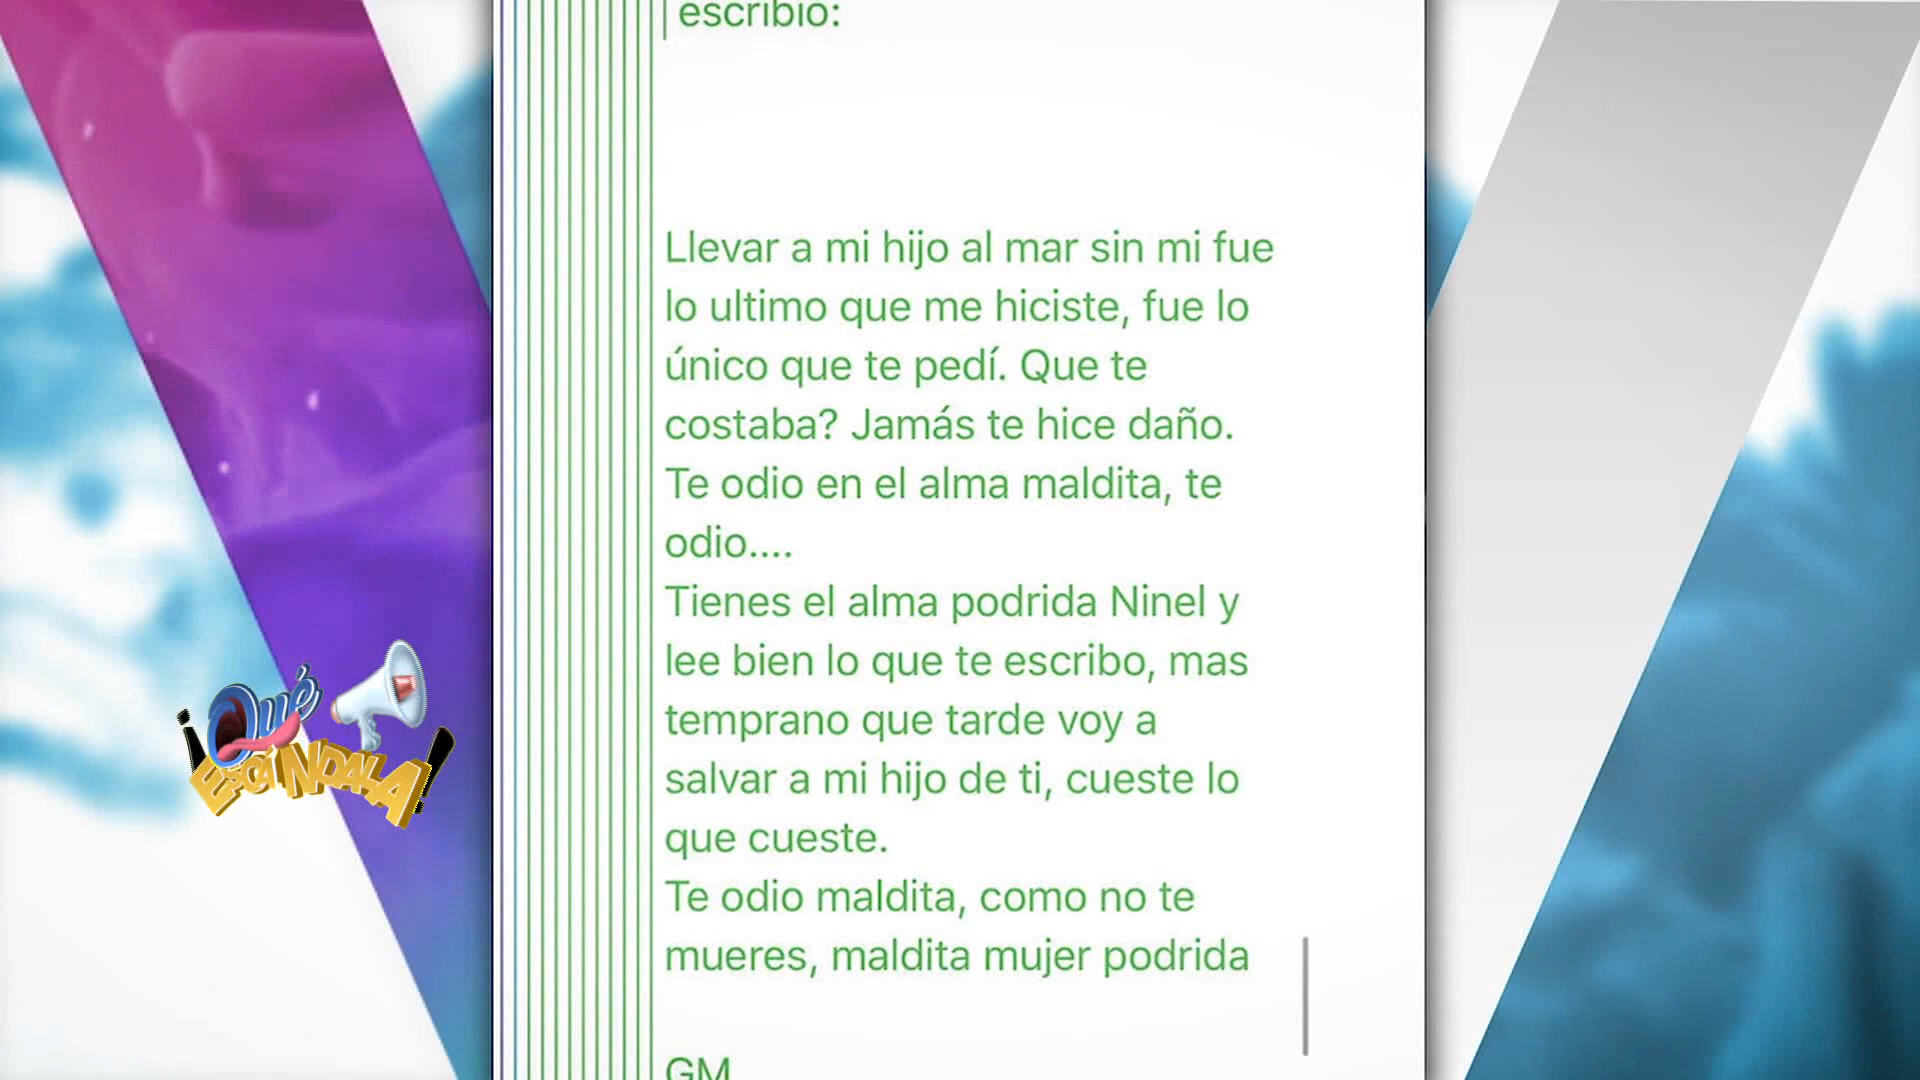 escribió:
Llevar a mi hijo al mar sin mi fue
lo ultimo que me hiciste, fue lo
único que te pedí. Que te
costaba? Jamás te hice daño.
Te odio en el alma maldita, te
odio....
Tienes el alma podrida Ninel y
lee bien lo que te escribo, mas
temprano que tarde voy a
salvar a mi hijo de ti, cueste lo
que cueste.
Te odio maldita, como no te
mueres, maldita mujer podrida
GM
¡Qué
ESCÁNDALA!